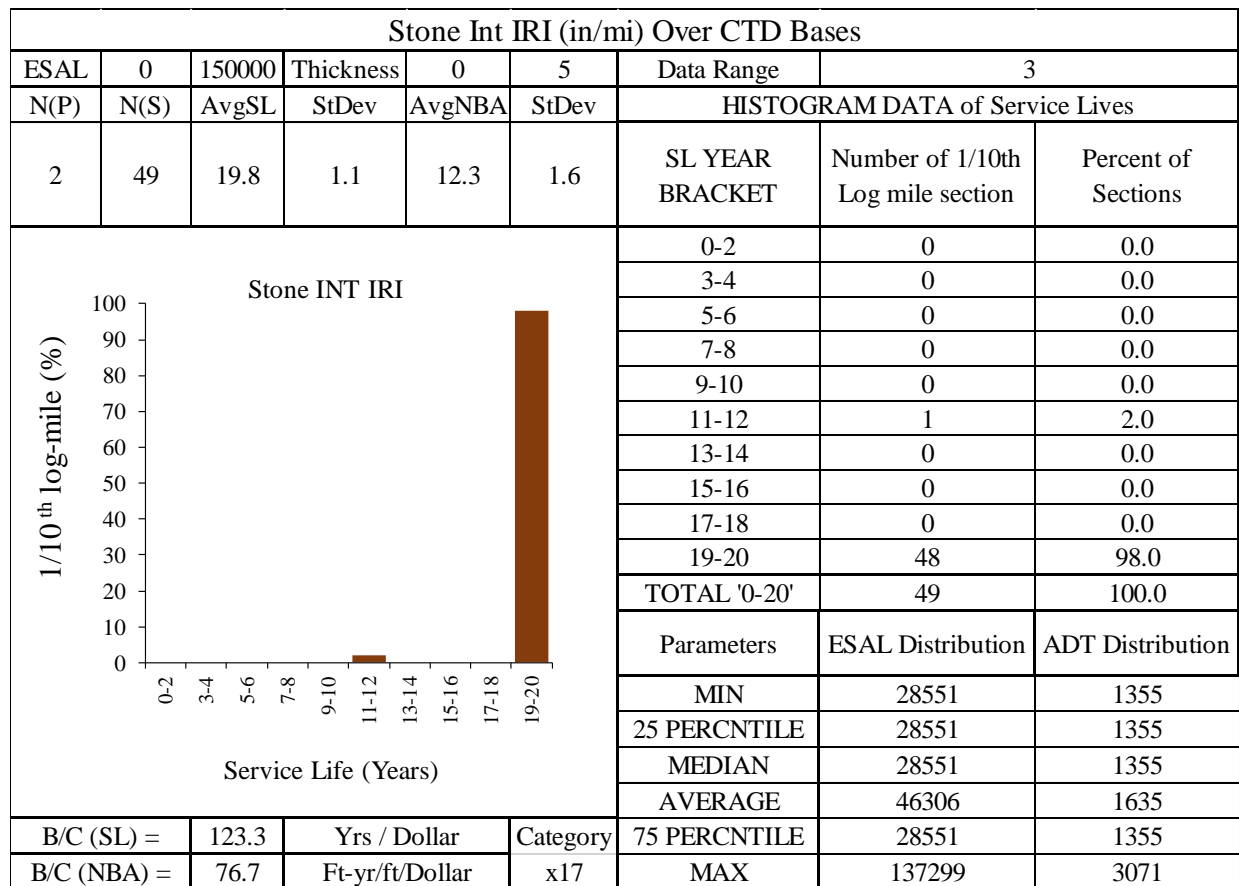 Stone Int IRI (in/mi) Over CTD Bases
ESAL 0 150000 Thickness 0 5 Data Range 3
N(P) N(S) AvgSL StDev AvgNBA StDev HISTOGRAM DATA of Service Lives
2 49 19.8 1.1 12.3 1.6
SL YEAR BRACKET
Number of 1/10th Log mile section
Percent of Sections
0-2 0 0.0
3-4 0 0.0
5-6 0 0.0
7-8 0 0.0
9-10 0 0.0
11-12 1 2.0
13-14 0 0.0
15-16 0 0.0
17-18 0 0.0
19-20 48 98.0
TOTAL '0-20' 49 100.0
Parameters ESAL Distribution ADT Distribution
MIN 28551 1355
25 PERCNTILE 28551 1355
MEDIAN 28551 1355
AVERAGE 46306 1635
75 PERCNTILE 28551 1355
MAX 137299 3071
Stone INT IRI
1/10 th log-mile (%)
100
90
80
70
60
50
40
30
20
10
0
0-2 3-4 5-6 7-8 9-10 11-12 13-14 15-16 17-18 19-20
Service Life (Years)
B/C (SL) = 123.3 Yrs / Dollar Category
B/C (NBA) = 76.7 Ft-yr/ft/Dollar x17